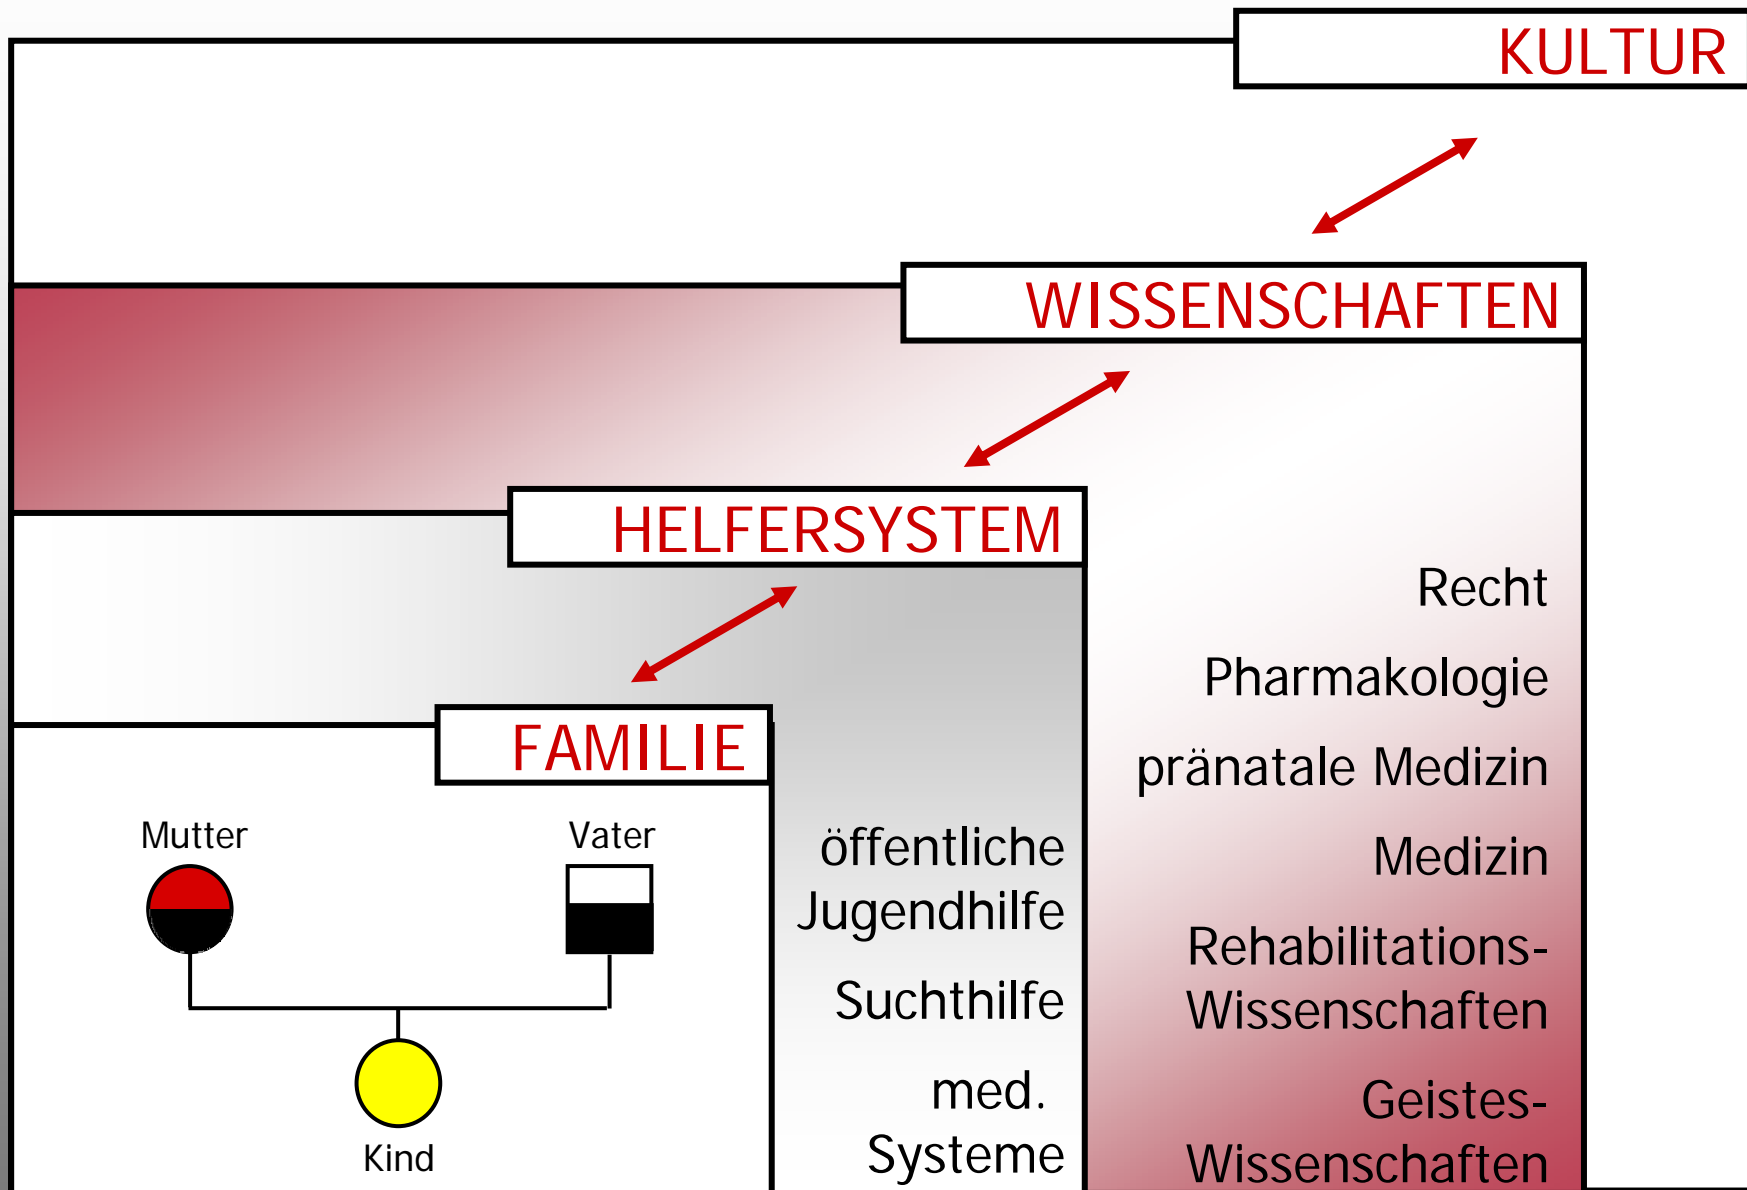 KULTUR
WISSENSCHAFTEN
HELFERSYSTEM
FAMILIE
Mutter
Vater
Kind
öffentliche
Jugendhilfe
Suchthilfe
med.
Systeme
Recht
Pharmakologie
pränatale Medizin
Medizin
Rehabilitations-
Wissenschaften
Geistes-
Wissenschaften